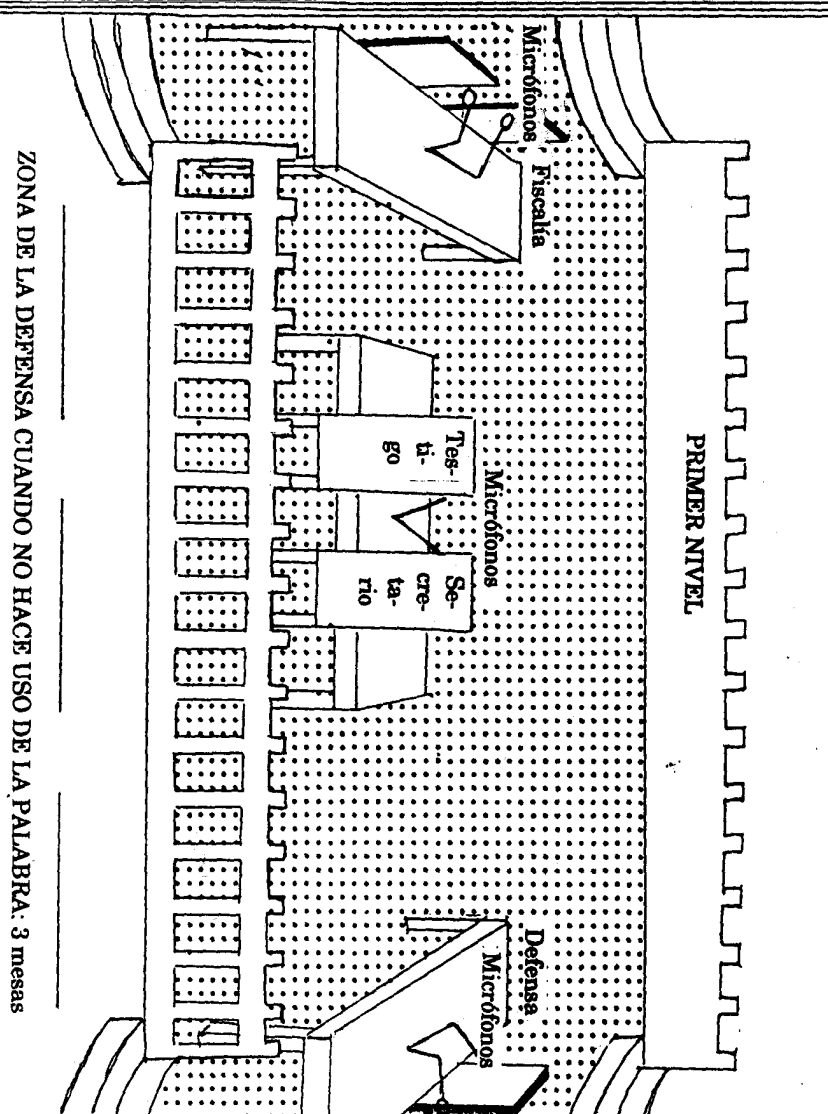 PRIMER NIVEL
Micrófonos
Fiscalía
Defensa
Micrófonos
Micrófonos
Tes-
ti-
go
Se-
cre-
ta-
rio
ZONA DE LA DEFENSA CUANDO NO HACE USO DE LA PALABRA: 3 mesas